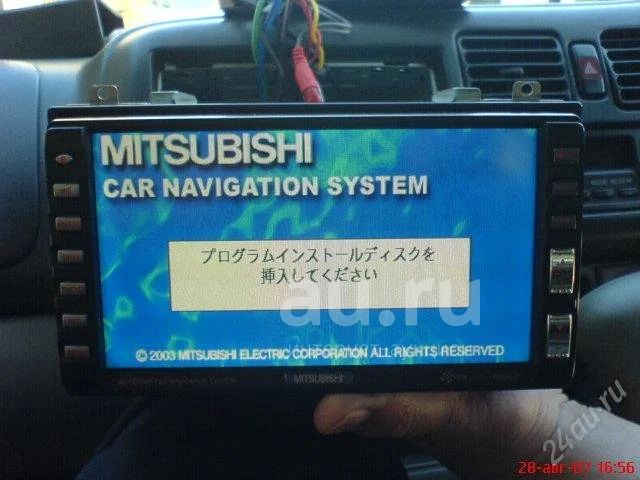 MITSUBISHI
CAR NAVIGATION SYSTEM
プログラムインストールディスクを
挿入してください
au.ru
© 2003 MITSUBISHI ELECTRIC CORPORATION ALL RIGHTS RESERVED
MITSUBISHI
24au.ru
28-авг-07 16:56